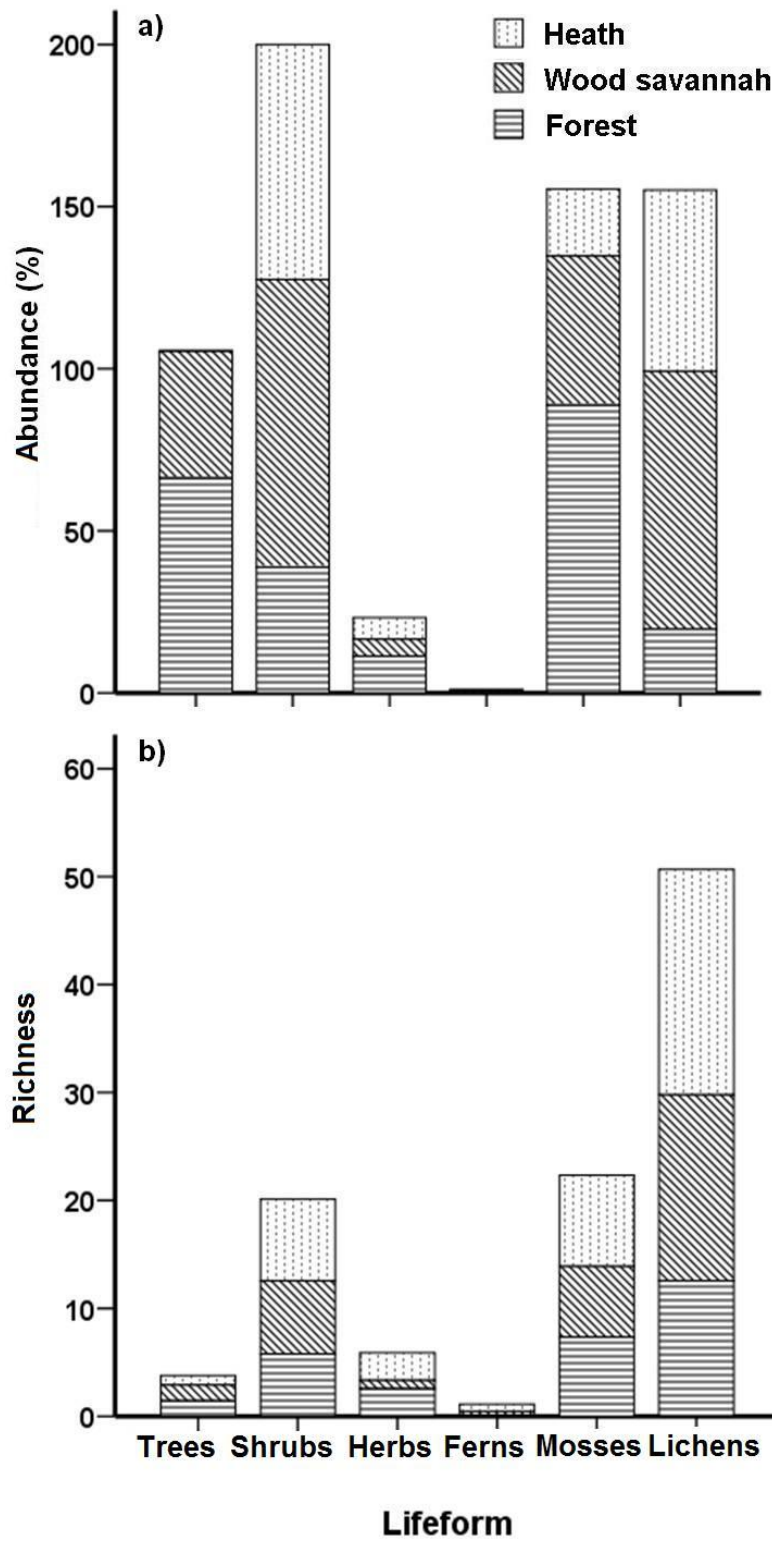 a)
Heath
Wood savannah
Forest
200
150
100
50
0
Abundance (%)
b)
60
50
40
30
20
10
0
Richness
Trees Shrubs Herbs Ferns Mosses Lichens
Lifeform